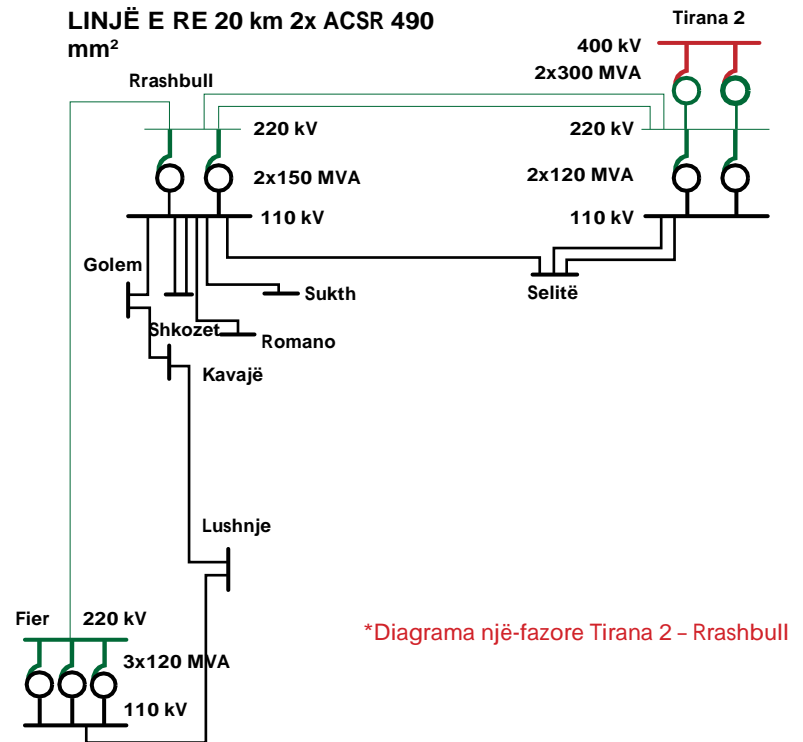 LINJË E RE 20 km 2x ACSR 490
mm²
Tirana 2
400 kV
2x300 MVA
Rrashbull
220 kV
220 kV
2x150 MVA
2x120 MVA
110 kV
110 kV
Golem
Sukth
Selitë
Shkozet
Romano
Kavajë
Lushnje
Fier
220 kV
3x120 MVA
110 kV
*Diagrama një-fazore Tirana 2 – Rrashbull